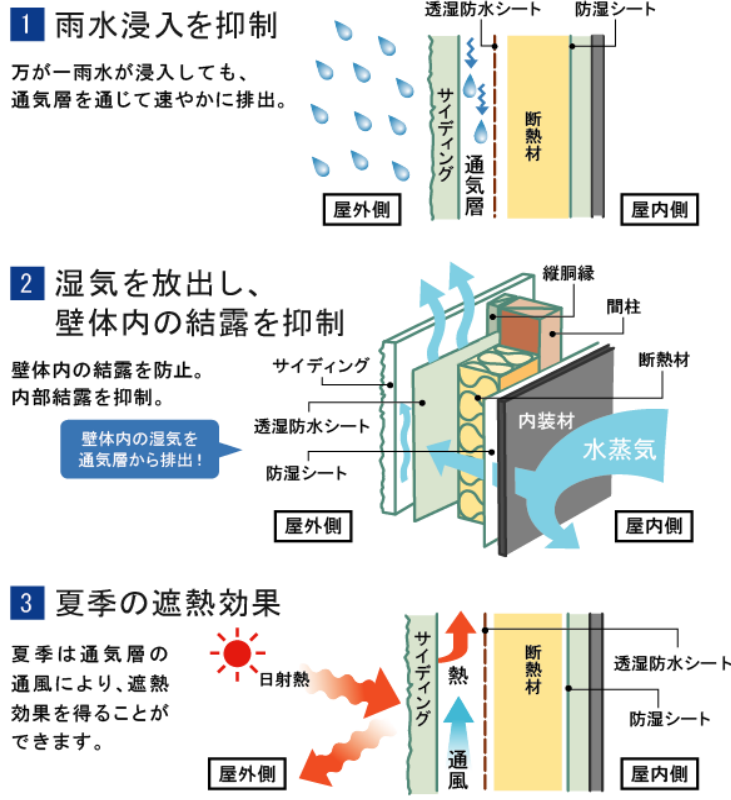 1 雨水浸入を抑制
万が一雨水が浸入しても、
通気層を通じて速やかに排出。
透湿防水シート
防湿シート
サイディング
通気層
断熱材
屋外側
屋内側
2 湿気を放出し、
壁体内の結露を抑制
壁体内の結露を防止。
内部結露を抑制。
壁体内の湿気を
通気層から排出！
縦胴縁
間柱
サイディング
断熱材
透湿防水シート
内装材
水蒸気
防湿シート
屋外側
屋内側
3 夏季の遮熱効果
夏季は通気層の
通風により、遮熱
効果を得ることが
できます。
日射熱
サイディング
熱
通風
断熱材
透湿防水シート
防湿シート
屋外側
屋内側